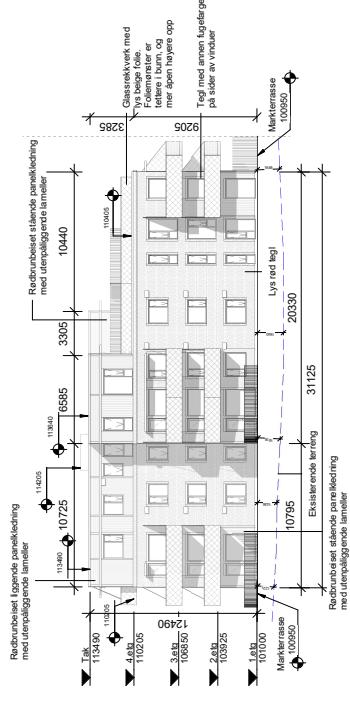 Rødbrunbeiset liggende panelkledning
med utenpåliggende lameller
Rødbrunbeiset stående panelkledning
med utenpåliggende lameller
Glassrekkverk med
lys beige folie.
Foliemønster er
tettere i bunn, og
mer åpen høyere opp
Tegl med annen fugefarge
på sider av vinduer
10725
6585
3305
10440
3285
9205
113490
114205
113640
110405
110205
12490
Tak
113490
4.etg
110205
3.etg
106850
2.etg
103925
1.etg
101000
Markterrasse
100950
Markterrasse
100950
Lys rød tegl
10795
20330
31125
Eksisterende terreng
Rødbrunbeiset stående panelkledning
med utenpåliggende lameller